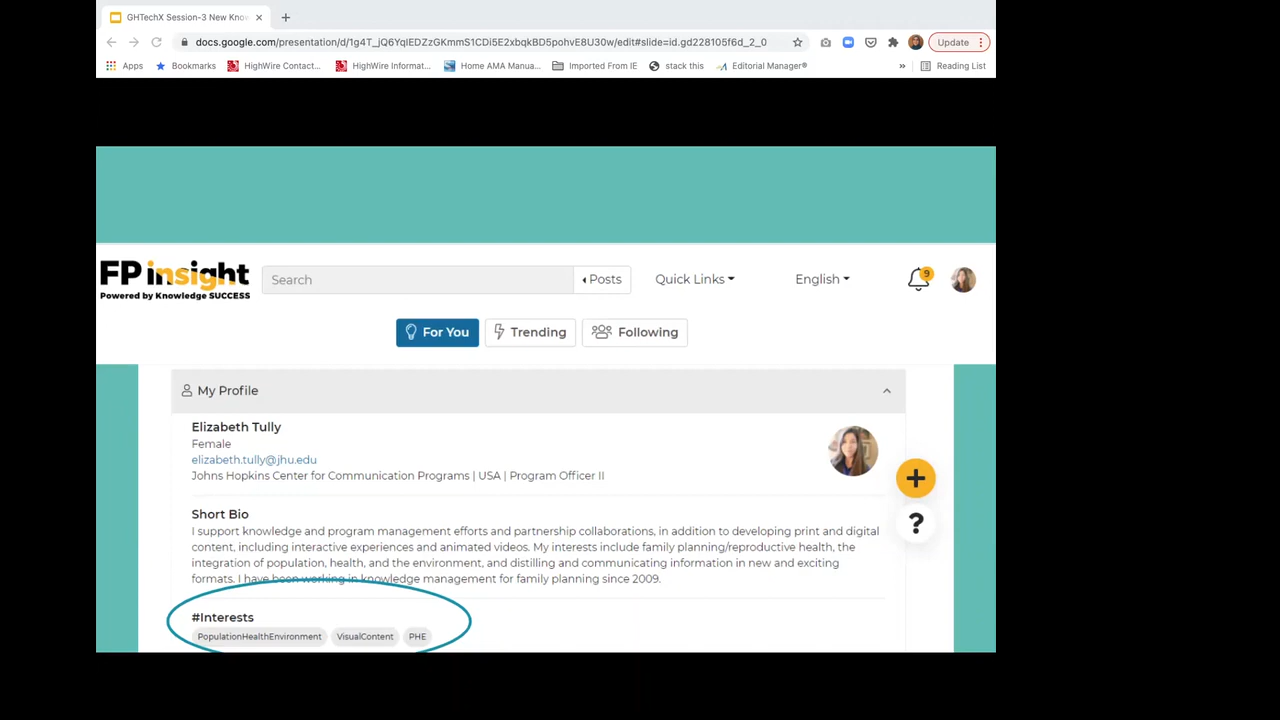 GHTechX Session-3 New Know
docs.google.com/presentation/d/1g4T_jQ6YqIEDZzGKmmS1CDi5E2xbqkBD5pohvE8U30w/edit#slide=id.gd228105f6d_2_0
Update
Apps
Bookmarks
HighWire Contact...
HighWire Informat...
Home AMA Manua...
Imported From IE
stack this
Editorial Manager®
»
Reading List
FP insight
Powered by Knowledge SUCCESS
Search
Posts
Quick Links
English
9
For You
Trending
Following
My Profile
Elizabeth Tully
Female
elizabeth.tully@jhu.edu
Johns Hopkins Center for Communication Programs | USA | Program Officer II
+
Short Bio
I support knowledge and program management efforts and partnership collaborations, in addition to developing print and digital
content, including interactive experiences and animated videos. My interests include family planning/reproductive health, the
integration of population, health, and the environment, and distilling and communicating information in new and exciting
formats. I have been working in knowledge management for family planning since 2009.
?
#Interests
PopulationHealthEnvironment
VisualContent
PHE